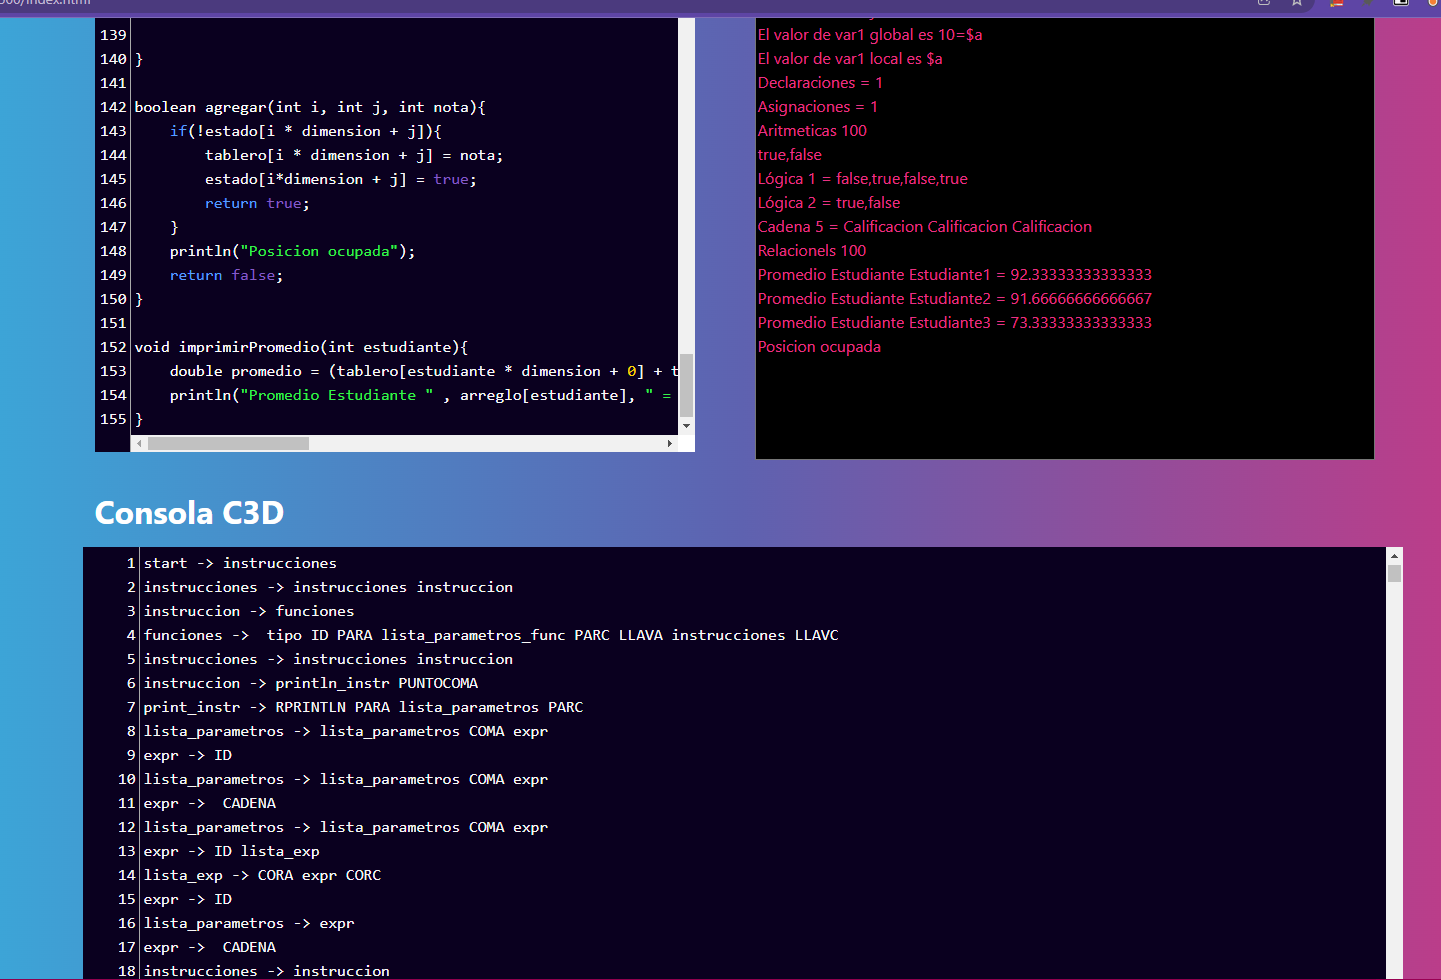 139
140 }
141
142 boolean agregar(int i, int j, int nota){
143 if(!estado[i * dimension + j]){
144 tablero[i * dimension + j] = nota;
145 estado[i*dimension + j] = true;
146 return true;
147 }
148 println("Posicion ocupada");
149 return false;
150 }
151
152 void imprimirPromedio(int estudiante){
153 double promedio = (tablero[estudiante * dimension + 0] + t
154 println("Promedio Estudiante " , arreglo[estudiante], " =
155 }
El valor de var1 global es 10=$a
El valor de var1 local es $a
Declaraciones = 1
Asignaciones = 1
Aritmeticas 100
true,false
Lógica 1 = false,true,false,true
Lógica 2 = true,false
Cadena 5 = Calificacion Calificacion Calificacion
Relacionels 100
Promedio Estudiante Estudiante1 = 92.33333333333333
Promedio Estudiante Estudiante2 = 91.66666666666667
Promedio Estudiante Estudiante3 = 73.33333333333333
Posicion ocupada
Consola C3D
1 start -> instrucciones
2 instrucciones -> instrucciones instruccion
3 instruccion -> funciones
4 funciones ->  tipo ID PARA lista_parametros_func PARC LLAVA instrucciones LLAVC
5 instrucciones -> instrucciones instruccion
6 instruccion -> println_instr PUNTOCOMA
7 print_instr -> RPRINTLN PARA lista_parametros PARC
8 lista_parametros -> lista_parametros COMA expr
9 expr -> ID
10 lista_parametros -> lista_parametros COMA expr
11 expr ->  CADENA
12 lista_parametros -> lista_parametros COMA expr
13 expr -> ID lista_exp
14 lista_exp -> CORA expr CORC
15 expr -> ID
16 lista_parametros -> expr
17 expr ->  CADENA
18 instrucciones -> instruccion